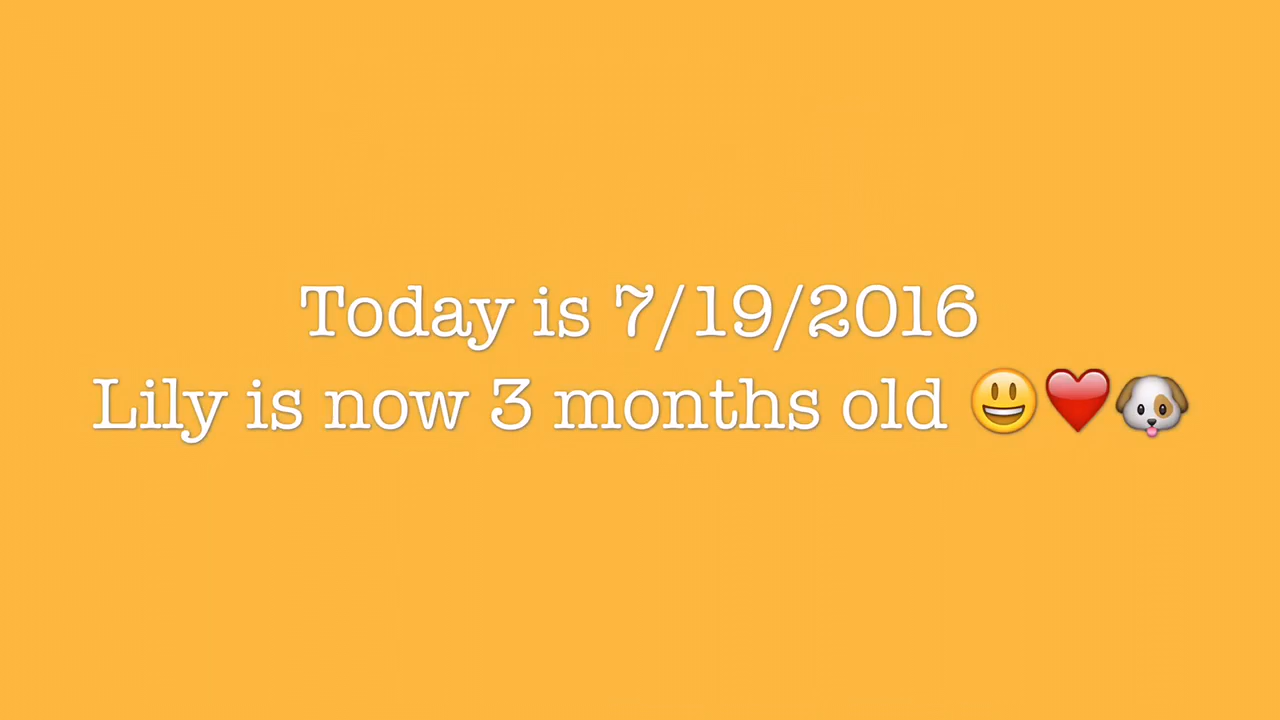 Today is 7/19/2016
Lily is now 3 months old 😃❤️🐶